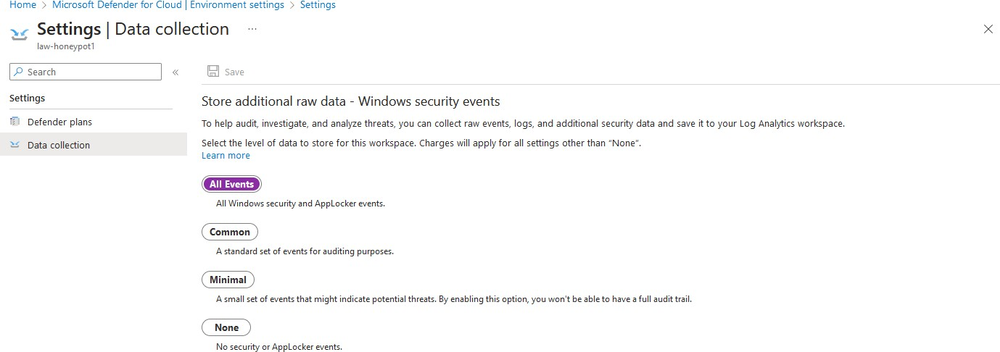 Home > Microsoft Defender for Cloud | Environment settings > Settings
Settings | Data collection ...
law-honeypot1
Search «
Save
Settings
Defender plans
Data collection
Store additional raw data - Windows security events
To help audit, investigate, and analyze threats, you can collect raw events, logs, and additional security data and save it to your Log Analytics workspace.
Select the level of data to store for this workspace. Charges will apply for all settings other than “None”.
Learn more
All Events
All Windows security and AppLocker events.
Common
A standard set of events for auditing purposes.
Minimal
A small set of events that might indicate potential threats. By enabling this option, you won't be able to have a full audit trail.
None
No security or AppLocker events.